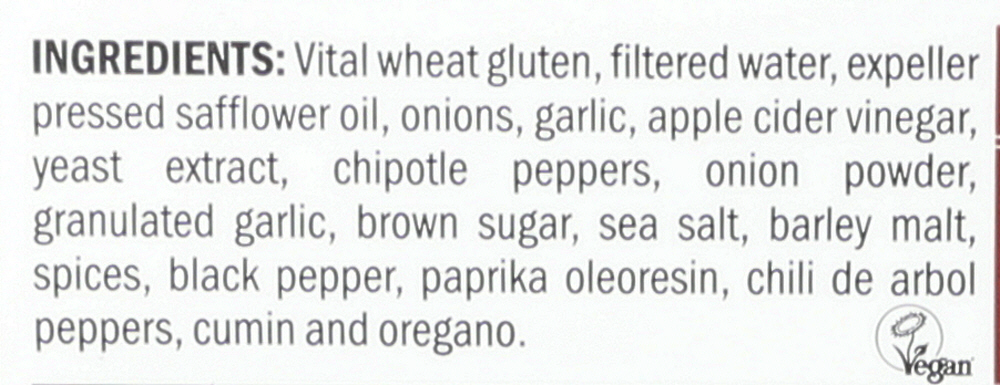 INGREDIENTS: Vital wheat gluten, filtered water, expeller
pressed safflower oil, onions, garlic, apple cider vinegar,
yeast extract, chipotle peppers, onion powder,
granulated garlic, brown sugar, sea salt, barley malt,
spices, black pepper, paprika oleoresin, chili de arbol
peppers, cumin and oregano.
Vegan